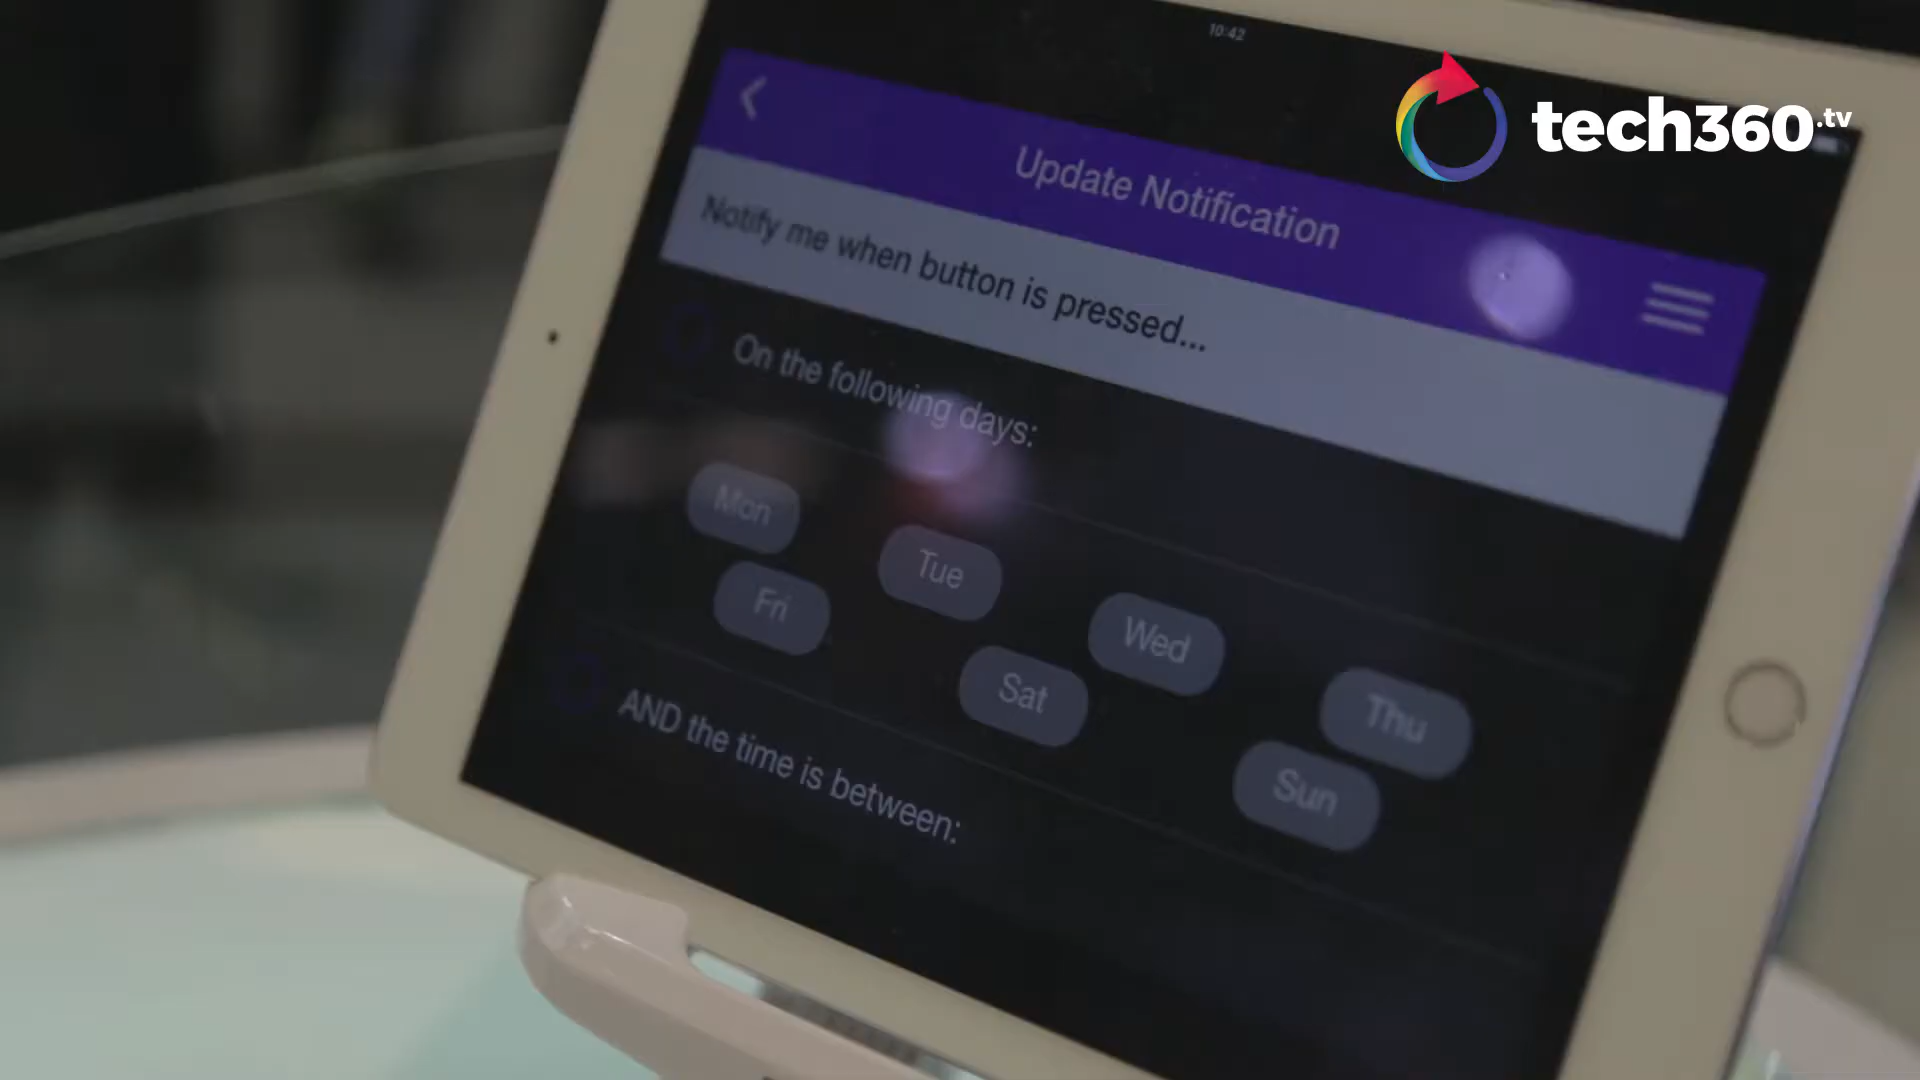 10:42
tech360.tv
Update Notification
Notify me when button is pressed...
On the following days:
Mon
Tue
Wed
Thu
Fri
Sat
Sun
AND the time is between: